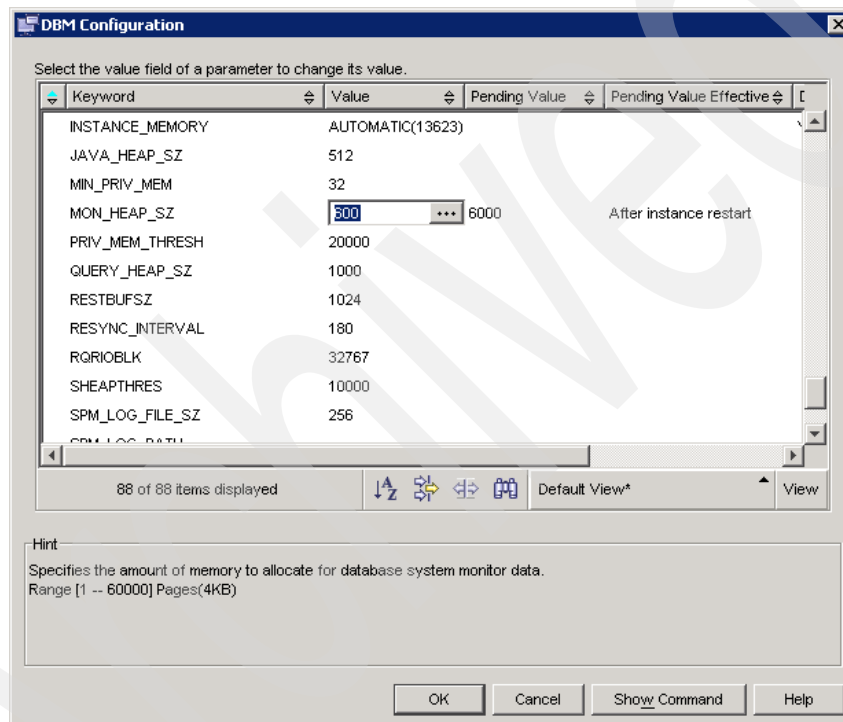 DBM Configuration
Select the value field of a parameter to change its value.
Keyword Value Pending Value Pending Value Effective
INSTANCE_MEMORY AUTOMATIC(13623)
JAVA_HEAP_SZ 512
MIN_PRIV_MEM 32
MON_HEAP_SZ 600 ... 6000 After instance restart
PRIV_MEM_THRESH 20000
QUERY_HEAP_SZ 1000
RESTBUFSZ 1024
RESYNC_INTERVAL 180
RQRIOBLK 32767
SHEAPTHRES 10000
SPM_LOG_FILE_SZ 256
88 of 88 items displayed Default View* View
Hint
Specifies the amount of memory to allocate for database system monitor data.
Range [1 -- 60000] Pages(4KB)
OK Cancel Show Command Help